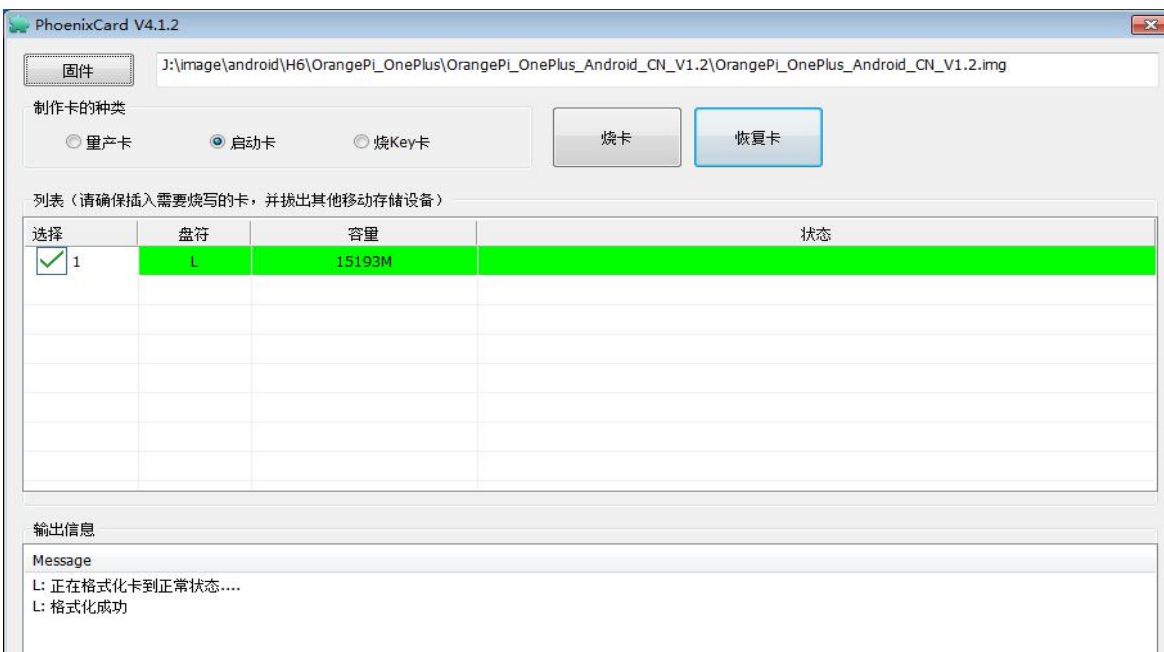 PhoenixCard V4.1.2
固件 J:\image\android\H6\OrangePi_OnePlus\OrangePi_OnePlus_Android_CN_V1.2\OrangePi_OnePlus_Android_CN_V1.2.img
制作卡的种类
量产卡 启动卡 烧Key卡 烧卡 恢复卡
列表（请确保插入需要烧写的卡，并拔出其他移动存储设备）
选择 盘符 容量 状态
1 L 15193M
输出信息
Message
L: 正在格式化卡到正常状态....
L: 格式化成功